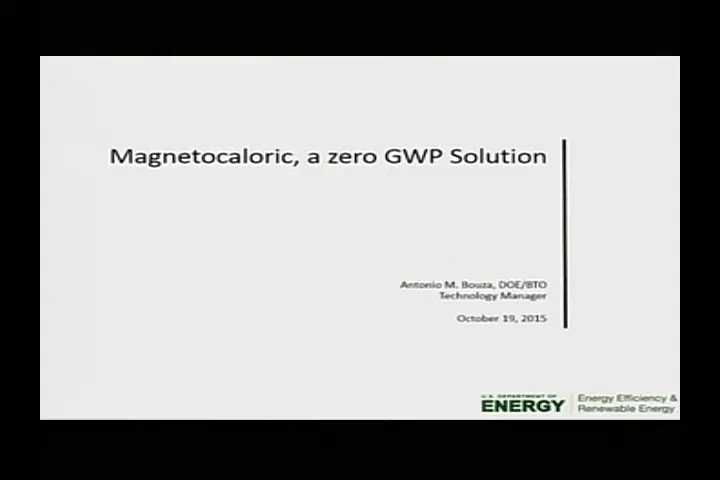 Magnetocaloric, a zero GWP Solution
Antonio M. Bouza, DOE/BTO
Technology Manager
October 19, 2015
U.S. DEPARTMENT OF
ENERGY
Energy Efficiency &
Renewable Energy